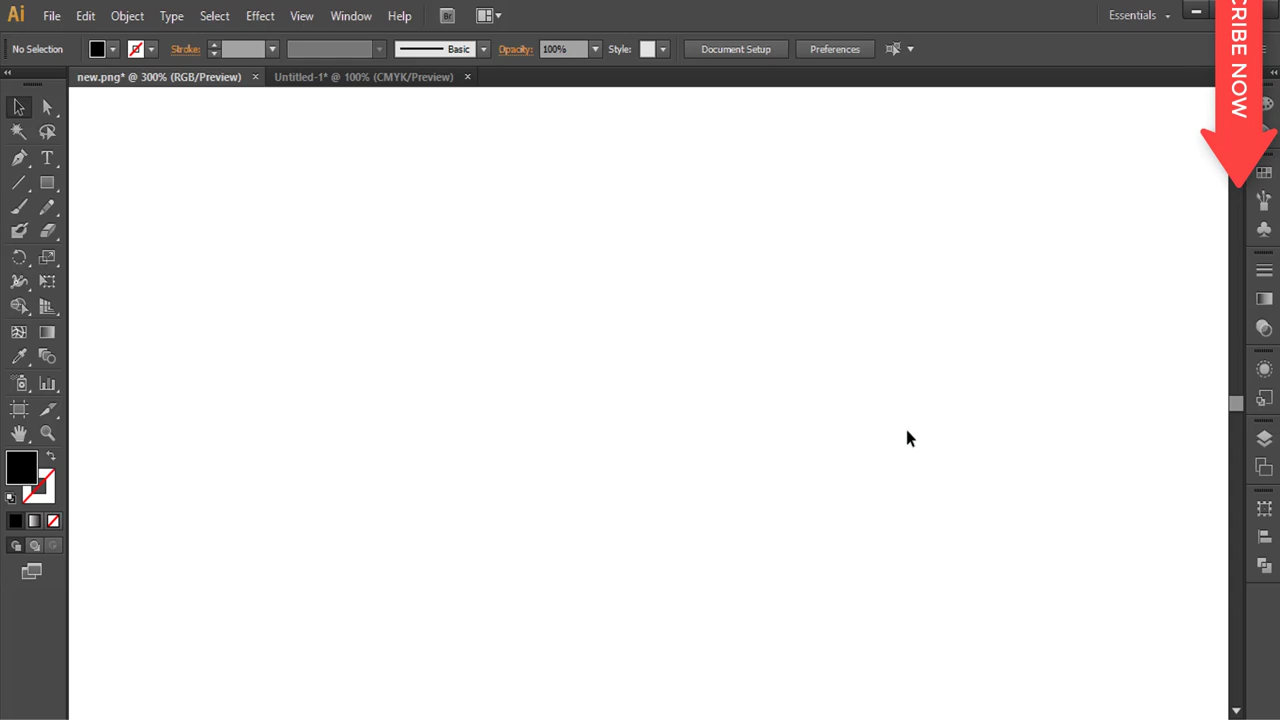 Ai File Edit Object Type Select Effect View Window Help Br Essentials
No Selection Stroke: Basic Opacity: 100% Style: Document Setup Preferences
new.png* @ 300% (RGB/Preview) × Untitled-1* @ 100% (CMYK/Preview) ×
T
CRIBE NOW